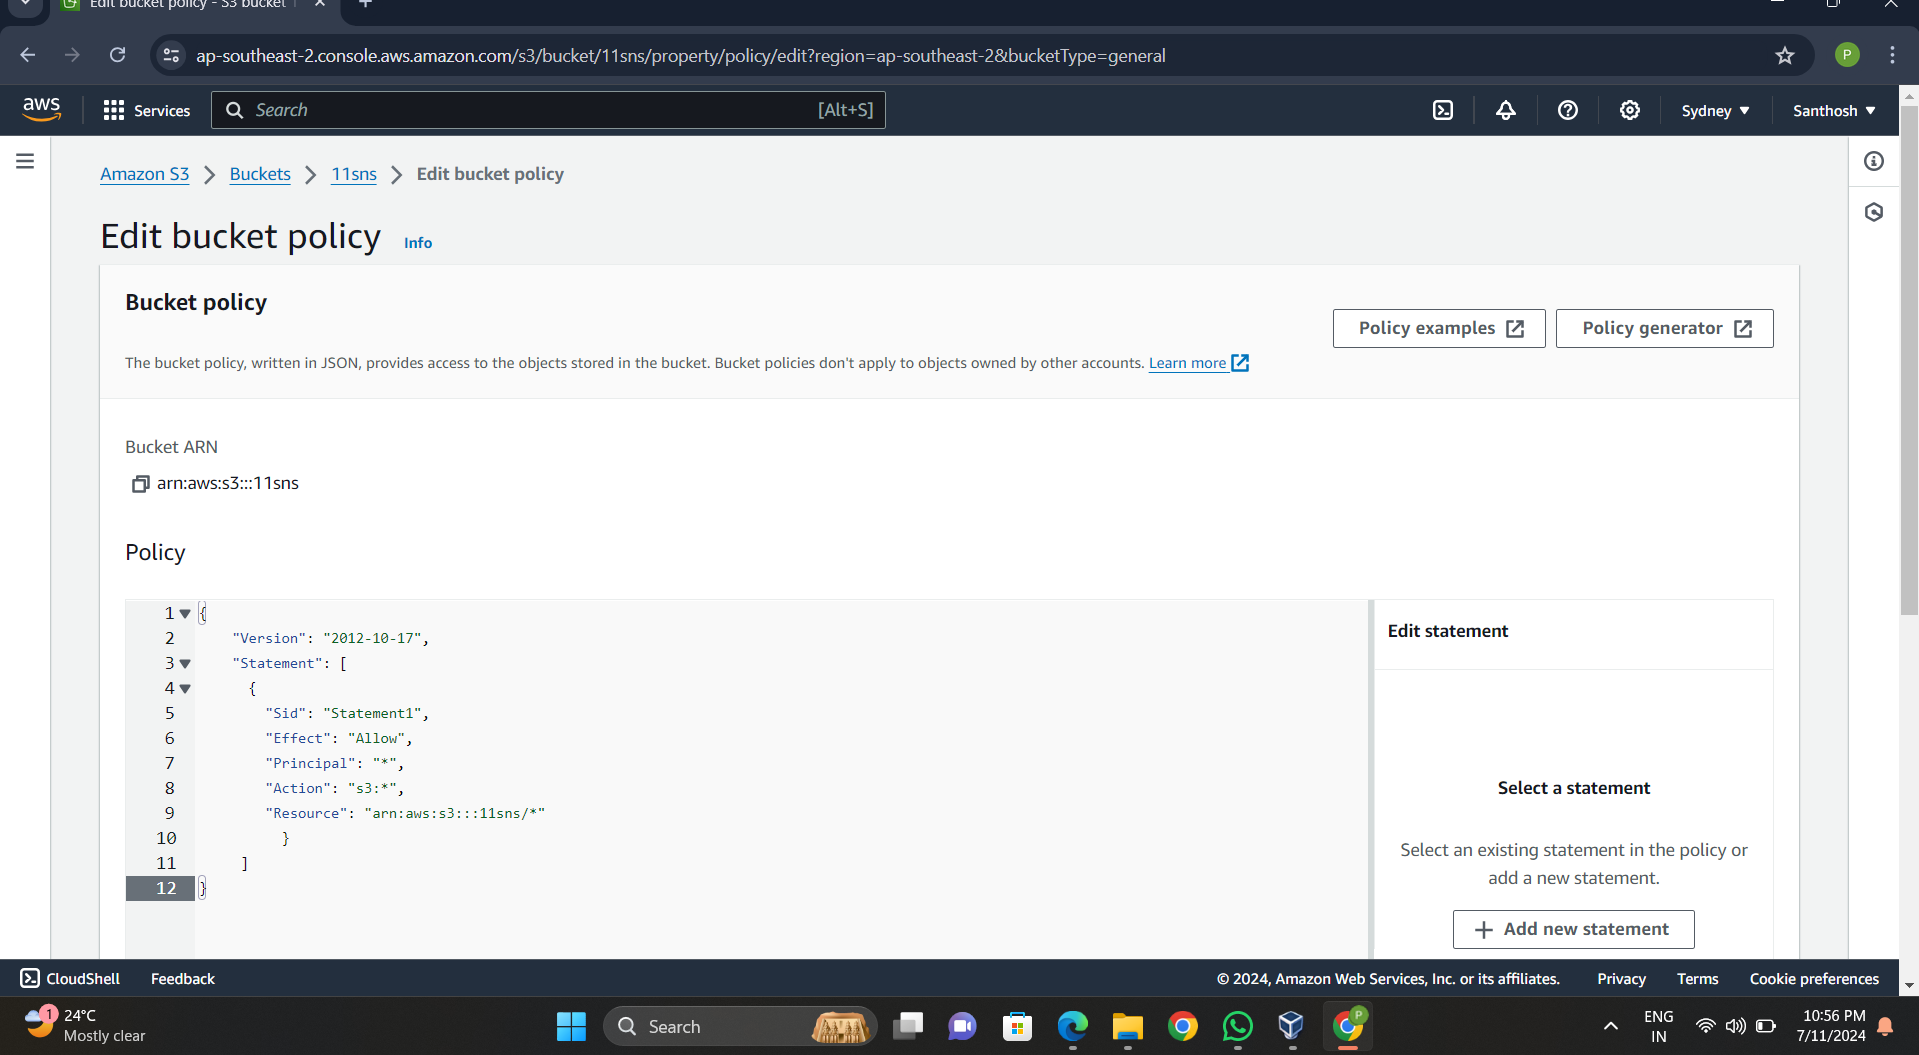 Edit bucket policy - S3 bucket
ap-southeast-2.console.aws.amazon.com/s3/bucket/11sns/property/policy/edit?region=ap-southeast-2&bucketType=general
P
aws
Services
Search
[Alt+S]
Sydney
Santhosh
Amazon S3 > Buckets > 11sns > Edit bucket policy
Edit bucket policy Info
Bucket policy
Policy examples
Policy generator
The bucket policy, written in JSON, provides access to the objects stored in the bucket. Bucket policies don't apply to objects owned by other accounts. Learn more
Bucket ARN
arn:aws:s3:::11sns
Policy
1 {
2 "Version": "2012-10-17",
3 "Statement": [
4 {
5 "Sid": "Statement1",
6 "Effect": "Allow",
7 "Principal": "*",
8 "Action": "s3:*",
9 "Resource": "arn:aws:s3:::11sns/*"
10 }
11 ]
12 }
Edit statement
Select a statement
Select an existing statement in the policy or
add a new statement.
+ Add new statement
CloudShell
Feedback
© 2024, Amazon Web Services, Inc. or its affiliates.
Privacy
Terms
Cookie preferences
1
24°C
Mostly clear
Search
P
ENG
IN
10:56 PM
7/11/2024